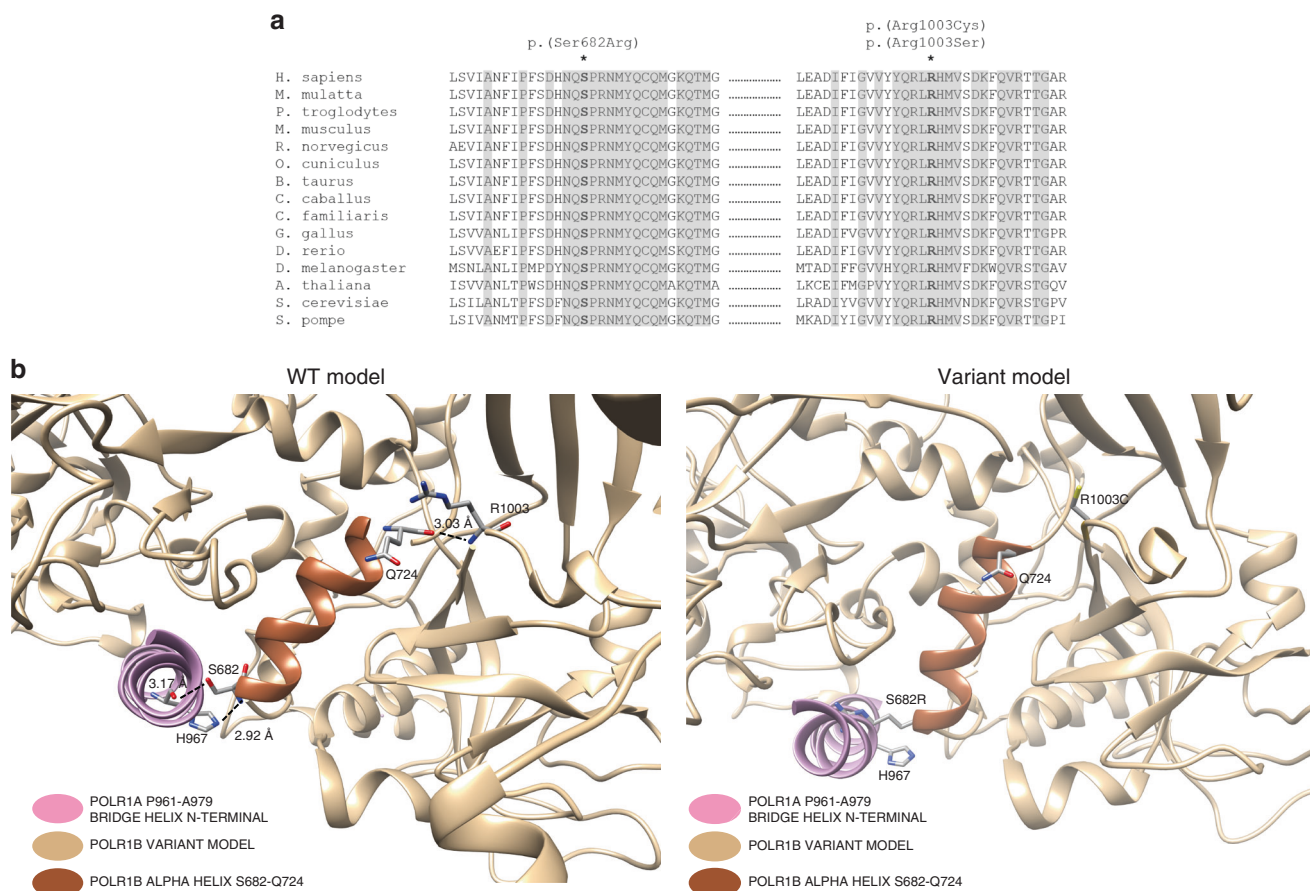 a
p.(Arg1003Cys)
p.(Ser682Arg) p.(Arg1003Ser)
* *
H. sapiens LSVIANFIPFSDHNQSPRNMYQCQMGKQTMG .................. LEADIFIGVVYYQRLRHMVSDKFQVRTTGAR
M. mulatta LSVIANFIPFSDHNQSPRNMYQCQMGKQTMG .................. LEADIFIGVVYYQRLRHMVSDKFQVRTTGAR
P. troglodytes LSVIANFIPFSDHNQSPRNMYQCQMGKQTMG .................. LEADIFIGVVYYQRLRHMVSDKFQVRTTGAR
M. musculus LSVIANFIPFSDHNQSPRNMYQCQMGKQTMG .................. LEADIFIGVVYYQRLRHMVSDKFQVRTTGAR
R. norvegicus AEVIANFIPFSDHNQSPRNMYQCQMGKQTMG .................. LEADIFIGVVYYQRLRHMVSDKFQVRTTGAR
O. cuniculus LSVIANFIPFSDHNQSPRNMYQCQMGKQTMG .................. LEADIFIGVVYYQRLRHMVSDKFQVRTTGAR
B. taurus LSVIANFIPFSDHNQSPRNMYQCQMGKQTMG .................. LEADIFIGVVYYQRLRHMVSDKFQVRTTGAR
C. caballus LSVIANFIPFSDHNQSPRNMYQCQMGKQTMG .................. LEADIFIGVVYYQRLRHMVSDKFQVRTTGAR
C. familiaris LSVIANFIPFSDHNQSPRNMYQCQMGKQTMG .................. LEADIFIGVVYYQRLRHMVSDKFQVRTTGAR
G. gallus LSVVANLIPFSDHNQSPRNMYQCQMGKQTMG .................. LEADIFVGVVYYQRLRHMVSDKFQVRTTGPR
D. rerio LSVVAEFIPFSDHNQSPRNMYQCQMSKQTMG .................. LEADIFIGVVYYQRLRHMVSDKFQVRTTGAR
D. melanogaster MSNLANLIPMPDYNQSPRNMYQCQMGKQTMG .................. MTADIFFGVVHYQRLRHMVFDKWQVRSTGAV
A. thaliana ISVVANLTPWSDHNQSPRNMYQCQMAKQTMA .................. LKCEIFMGPVYYQRLRHMVSDKFQVRSTGQV
S. cerevisiae LSILANLTPFSDFNQSPRNMYQCQMGKQTMG .................. LRADIYVGVVYYQRLRHMVNDKFQVRSTGPV
S. pompe LSIVANMTPFSDFNQSPRNMYQCQMGKQTMG .................. MKADIYIGVVYYQRLRHMVSDKFQVRTTGPI
b
WT model
3.03 Å
R1003
Q724
S682
3.17 Å
H967
2.92 Å
POLR1A P961-A979
BRIDGE HELIX N-TERMINAL
POLR1B VARIANT MODEL
POLR1B ALPHA HELIX S682-Q724
Variant model
R1003C
Q724
S682R
H967
POLR1A P961-A979
BRIDGE HELIX N-TERMINAL
POLR1B VARIANT MODEL
POLR1B ALPHA HELIX S682-Q724